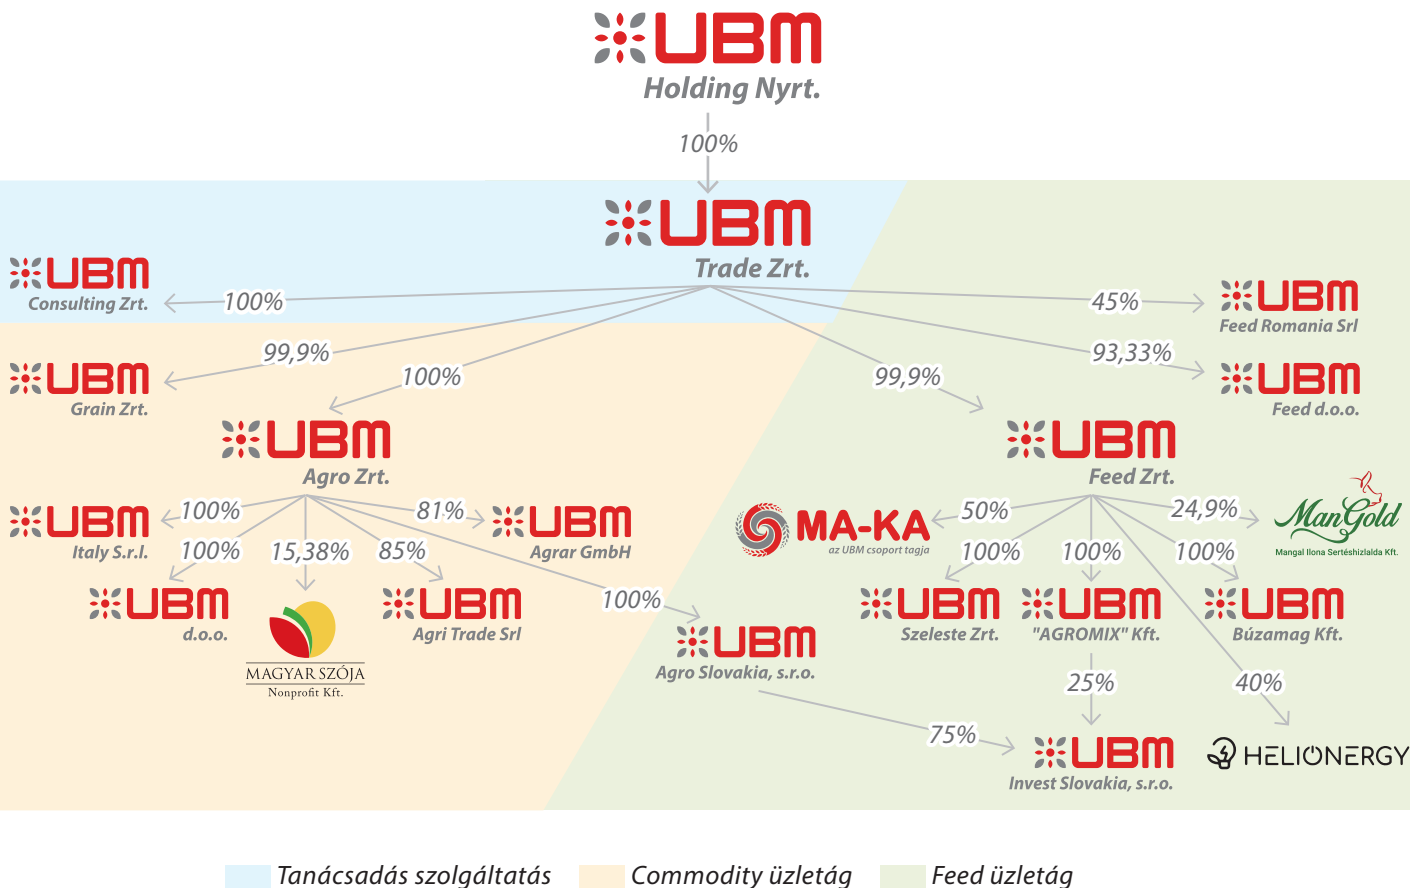 UBM
Holding Nyrt.
100%
UBM
Trade Zrt.
UBM
Consulting Zrt.
100%
45%
UBM
Feed Romania Srl
99,9%
93,33%
UBM
Grain Zrt.
100%
99,9%
UBM
Feed d.o.o.
UBM
Agro Zrt.
UBM
Feed Zrt.
UBM
Italy S.r.l.
100%
81%
UBM
Agrar GmbH
MA-KA
az UBM csoport tagja
50%
24,9%
ManGold
Mangal Ilona Sertéshizlalda Kft.
100%
15,38%
85%
100%
100%
100%
100%
UBM
d.o.o.
MAGYAR SZÓJA
Nonprofit Kft.
UBM
Agri Trade Srl
UBM
Agro Slovakia, s.r.o.
UBM
Szeleste Zrt.
UBM
"AGROMIX" Kft.
UBM
Búzamag Kft.
25%
40%
75%
UBM
Invest Slovakia, s.r.o.
HELIONERGY
Tanácsadás szolgáltatás
Commodity üzletág
Feed üzletág